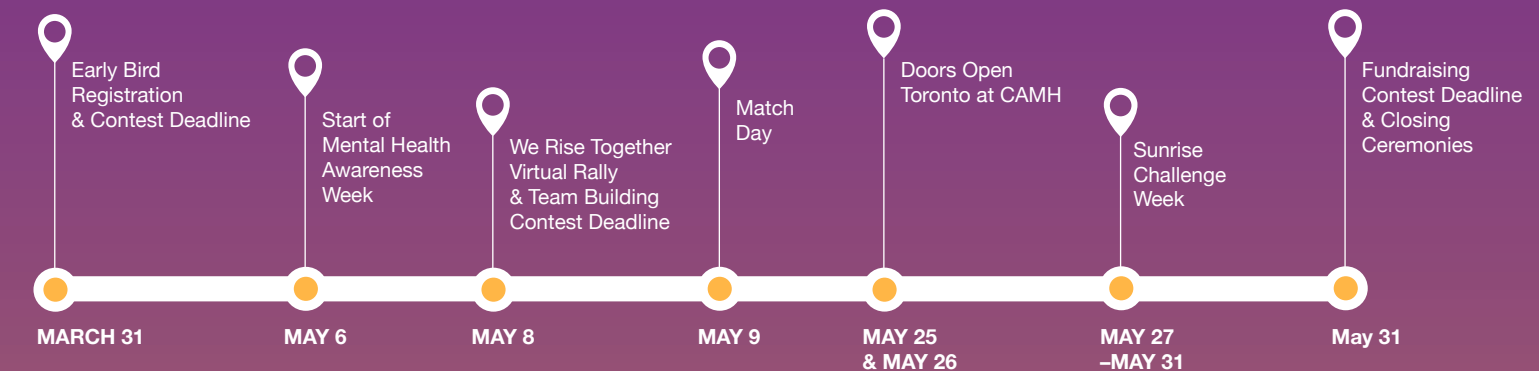 Early Bird
Registration
& Contest Deadline
MARCH 31
Start of
Mental Health
Awareness
Week
MAY 6
We Rise Together
Virtual Rally
& Team Building
Contest Deadline
MAY 8
Match
Day
MAY 9
Doors Open
Toronto at CAMH
MAY 25
& MAY 26
Sunrise
Challenge
Week
MAY 27
–MAY 31
Fundraising
Contest Deadline
& Closing
Ceremonies
May 31